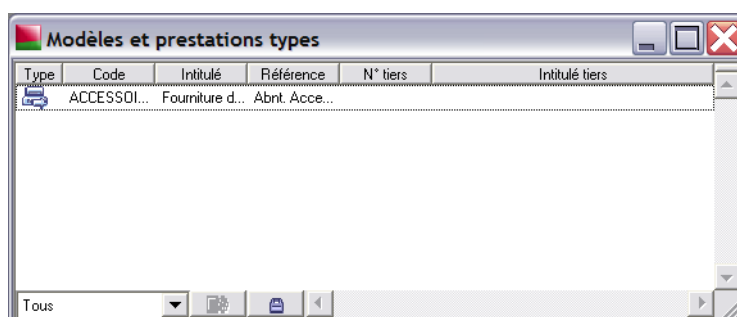 Modèles et prestations types
Type Code Intitulé Référence N° tiers Intitulé tiers
ACCESSOI... Fourniture d... Abnt. Acce...
Tous